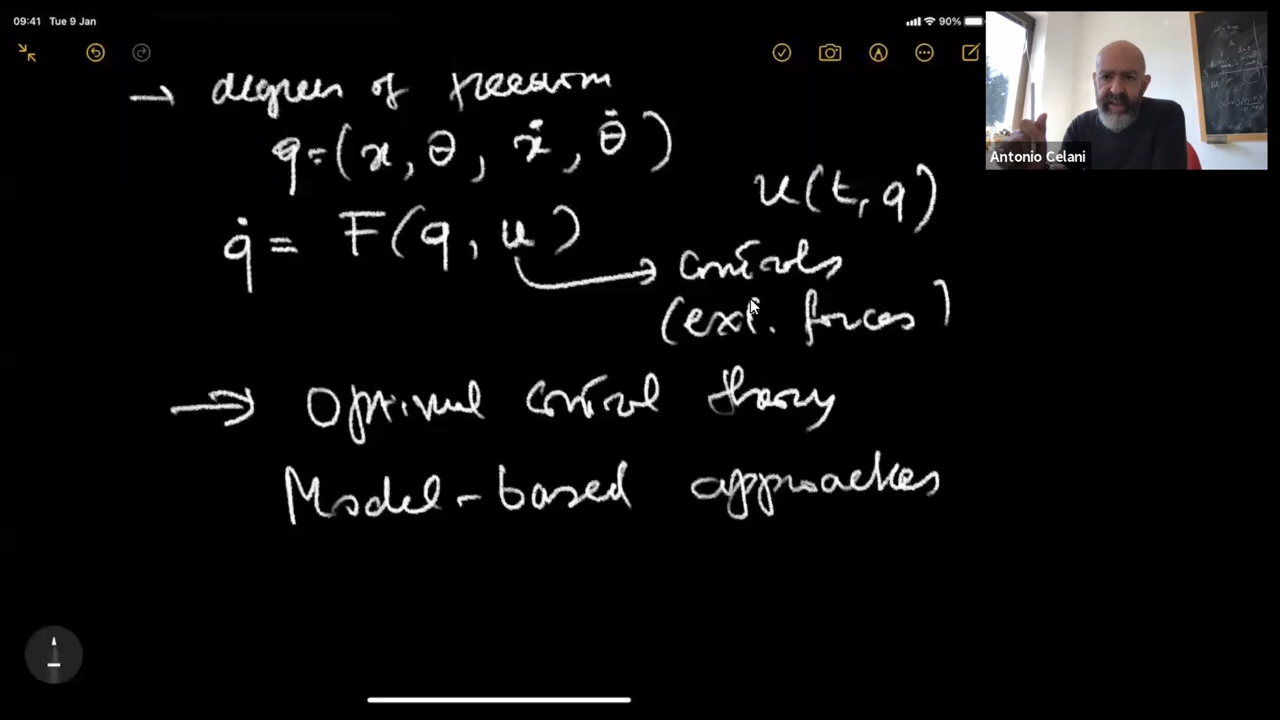 09:41 Tue 9 Jan
90%
Antonio Celani
→ degrees of freedom
q=(x, θ, ẋ, θ̇)
u(t, q)
q̇ = F(q, u)
controls
(ext. forces)
→ Optimal control theory
Model-based approaches